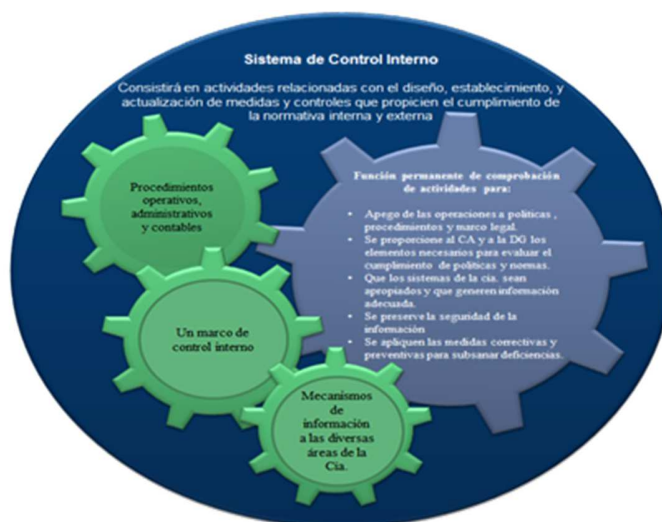 Sistema de Control Interno
Consistirá en actividades relacionadas con el diseño, establecimiento, y
actualización de medidas y controles que propicien el cumplimiento de
la normativa interna y externa
Procedimientos
operativos,
administrativos
y contables
Un marco de
control interno
Mecanismos
de
información
a las diversas
áreas de la
Cia.
Función permanente de comprobación
de actividades para:
• Apego de las operaciones a políticas ,
procedimientos y marco legal.
• Se proporcione al CA y a la DG los
elementos necesarios para evaluar el
cumplimiento de políticas y normas.
• Que los sistemas de la cia. sean
apropiados y que generen información
adecuada.
• Se preserve la seguridad de la
información
• Se apliquen las medidas correctivas y
preventivas para subsanar deficiencias.